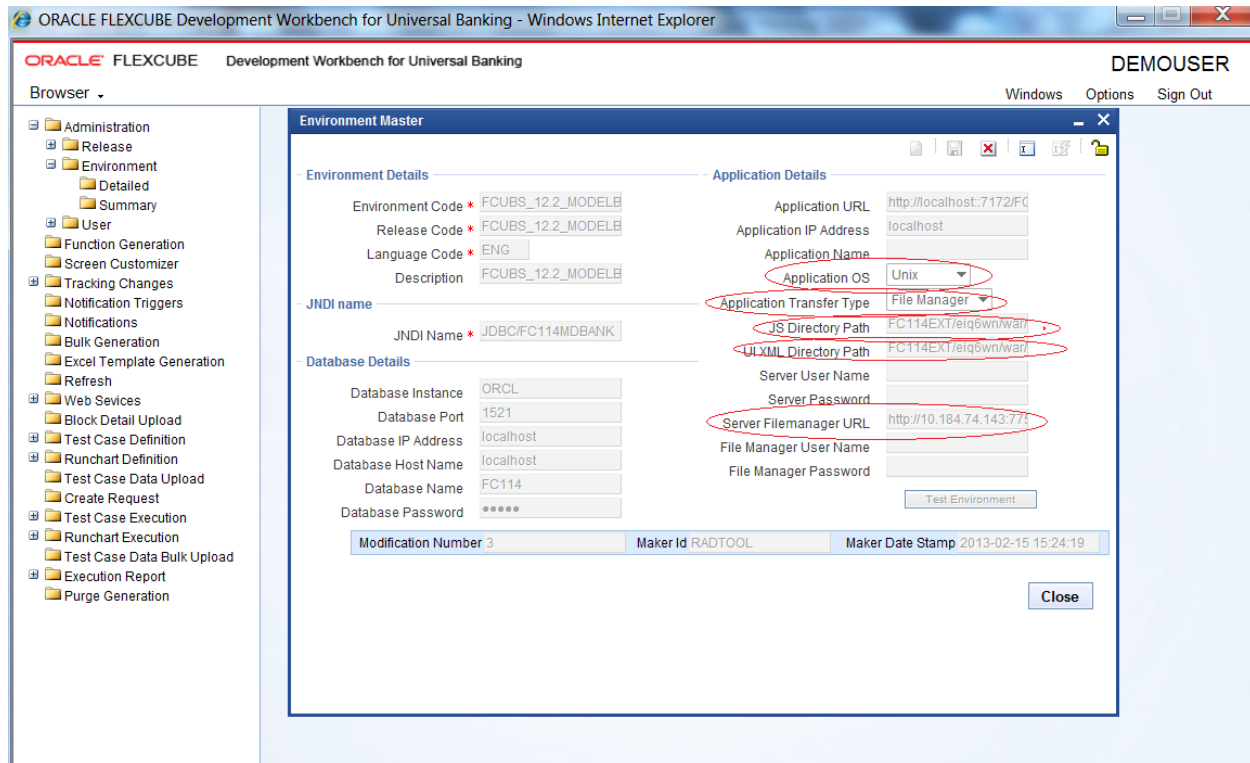 ORACLE FLEXCUBE Development Workbench for Universal Banking - Windows Internet Explorer
ORACLE FLEXCUBE Development Workbench for Universal Banking
DEMOUSER
Browser
Windows Options Sign Out
Administration
Release
Environment
Detailed
Summary
User
Function Generation
Screen Customizer
Tracking Changes
Notification Triggers
Notifications
Bulk Generation
Excel Template Generation
Refresh
Web Sevices
Block Detail Upload
Test Case Definition
Runchart Definition
Test Case Data Upload
Create Request
Test Case Execution
Runchart Execution
Test Case Data Bulk Upload
Execution Report
Purge Generation
Environment Master
Environment Details
Environment Code * FCUBS_12.2_MODELB
Release Code * FCUBS_12.2_MODELB
Language Code * ENG
Description FCUBS_12.2_MODELB
JNDI name
JNDI Name * JDBC/FC114MDBANK
Database Details
Database Instance ORCL
Database Port 1521
Database IP Address localhost
Database Host Name localhost
Database Name FC114
Database Password •••••
Application Details
Application URL http://localhost::7172/FC
Application IP Address localhost
Application Name
Application OS Unix
Application Transfer Type File Manager
JS Directory Path FC114EXT/eiq6wn/war/
UI XML Directory Path FC114EXT/eiq6wn/war/
Server User Name
Server Password
Server Filemanager URL http://10.184.74.143:775
File Manager User Name
File Manager Password
Test Environment
Modification Number 3 Maker Id RADTOOL Maker Date Stamp 2013-02-15 15:24:19
Close